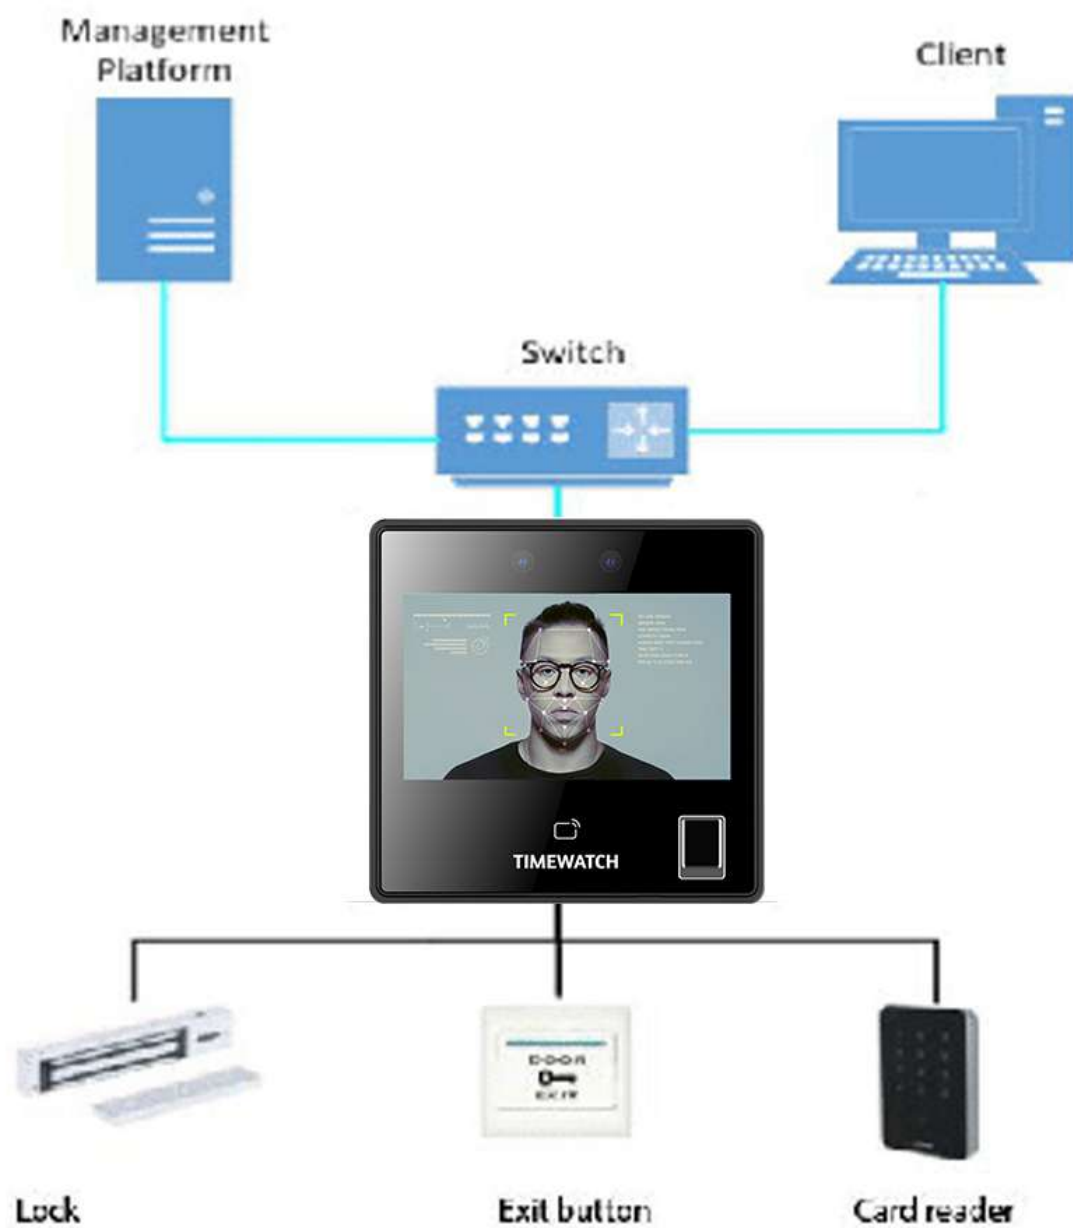 Management
Platform
Client
Switch
TIMEWATCH
DOOR
EXIT
Lock
Exit button
Card reader